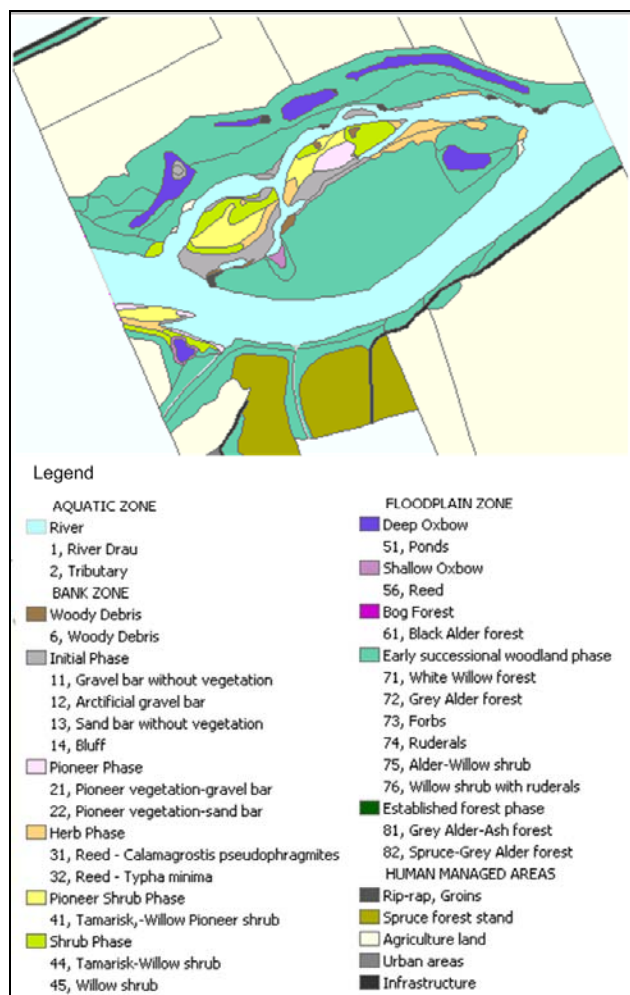 Legend
AQUATIC ZONE
River
1, River Drau
2, Tributary
BANK ZONE
Woody Debris
6, Woody Debris
Initial Phase
11, Gravel bar without vegetation
12, Arctificial gravel bar
13, Sand bar without vegetation
14, Bluff
Pioneer Phase
21, Pioneer vegetation-gravel bar
22, Pioneer vegetation-sand bar
Herb Phase
31, Reed - Calamagrostis pseudophragmites
32, Reed - Typha minima
Pioneer Shrub Phase
41, Tamarisk,-Willow Pioneer shrub
Shrub Phase
44, Tamarisk-Willow shrub
45, Willow shrub
FLOODPLAIN ZONE
Deep Oxbow
51, Ponds
Shallow Oxbow
56, Reed
Bog Forest
61, Black Alder forest
Early successional woodland phase
71, White Willow forest
72, Grey Alder forest
73, Forbs
74, Ruderals
75, Alder-Willow shrub
76, Willow shrub with ruderals
Established forest phase
81, Grey Alder-Ash forest
82, Spruce-Grey Alder forest
HUMAN MANAGED AREAS
Rip-rap, Groins
Spruce forest stand
Agriculture land
Urban areas
Infrastructure